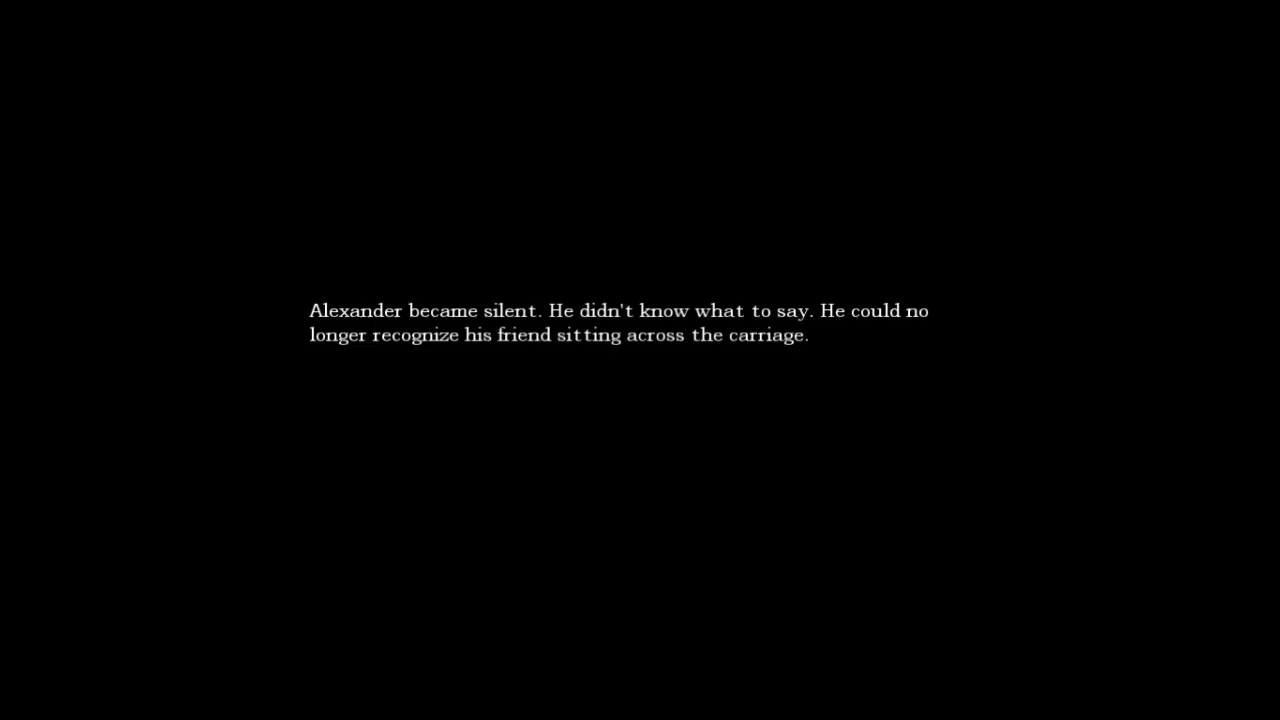 Alexander became silent. He didn't know what to say. He could no
longer recognize his friend sitting across the carriage.